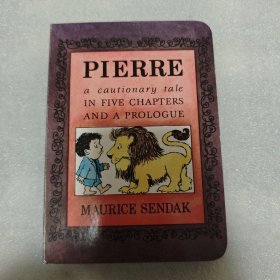 PIERRE
a cautionary tale
IN FIVE CHAPTERS
AND A PROLOGUE
MAURICE SENDAK